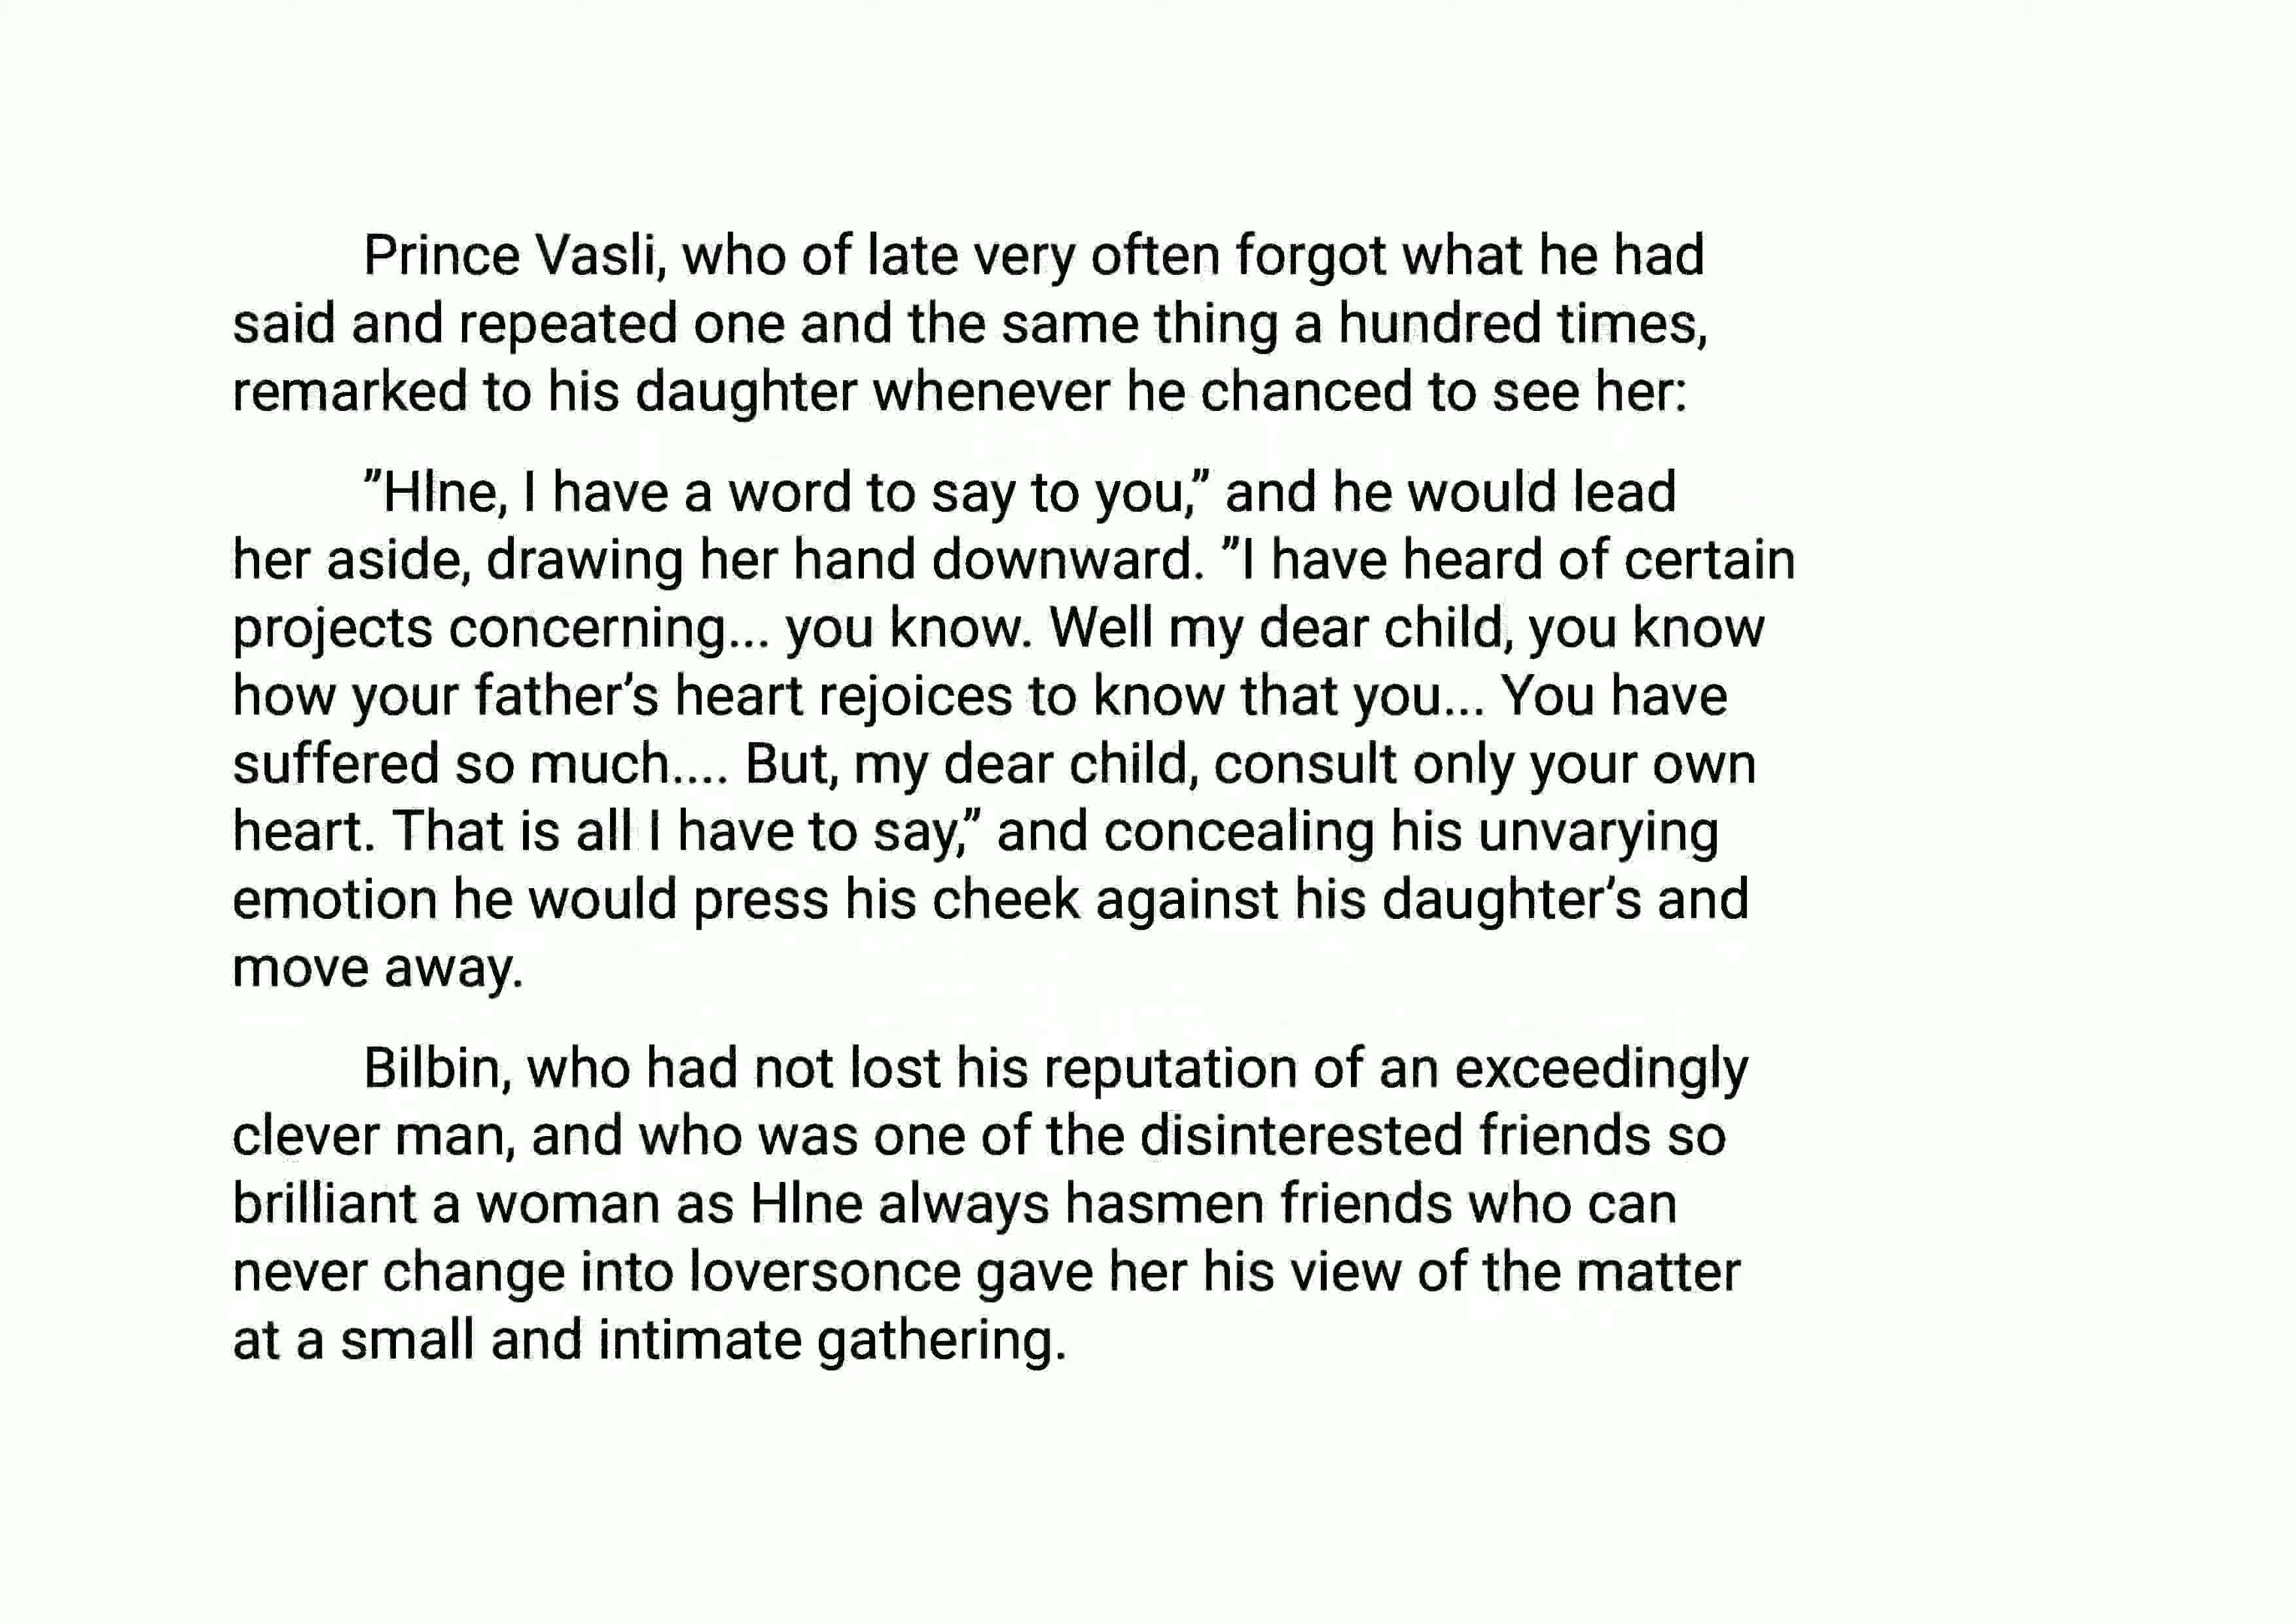 Prince Vasli, who of late very often forgot what he had
said and repeated one and the same thing a hundred times,
remarked to his daughter whenever he chanced to see her:
”Hlne, I have a word to say to you,” and he would lead
her aside, drawing her hand downward. ”I have heard of certain
projects concerning... you know. Well my dear child, you know
how your father’s heart rejoices to know that you... You have
suffered so much.... But, my dear child, consult only your own
heart. That is all I have to say,” and concealing his unvarying
emotion he would press his cheek against his daughter’s and
move away.
Bilbin, who had not lost his reputation of an exceedingly
clever man, and who was one of the disinterested friends so
brilliant a woman as Hlne always hasmen friends who can
never change into loversonce gave her his view of the matter
at a small and intimate gathering.